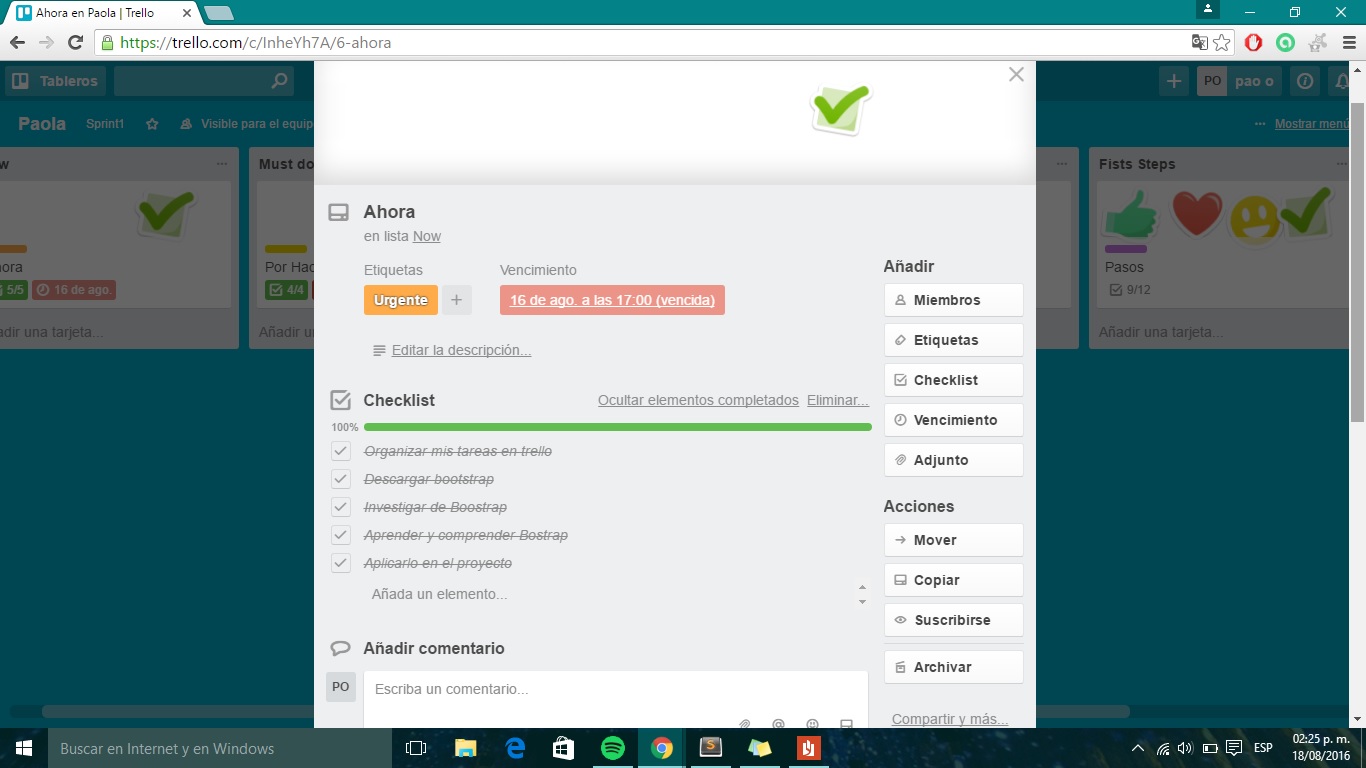 Ahora en Paola | Trello
https://trello.com/c/InheYh7A/6-ahora
Tableros
PO pao o
Paola Sprint1 Visible para el equip
Mostrar menú
w
ora
5/5 16 de ago.
adir una tarjeta...
Must do
Por Hac
4/4
Añadir u
Fists Steps
Pasos
9/12
Añadir una tarjeta...
Ahora
en lista Now
Etiquetas Vencimiento
Urgente + 16 de ago. a las 17:00 (vencida)
Editar la descripción...
Checklist Ocultar elementos completados Eliminar...
100%
Organizar mis tareas en trello
Descargar bootstrap
Investigar de Boostrap
Aprender y comprender Bostrap
Aplicarlo en el proyecto
Añada un elemento...
Añadir comentario
PO
Escriba un comentario...
Añadir
Miembros
Etiquetas
Checklist
Vencimiento
Adjunto
Acciones
Mover
Copiar
Suscribirse
Archivar
Compartir y más...
Buscar en Internet y en Windows
ESP
02:25 p. m.
18/08/2016